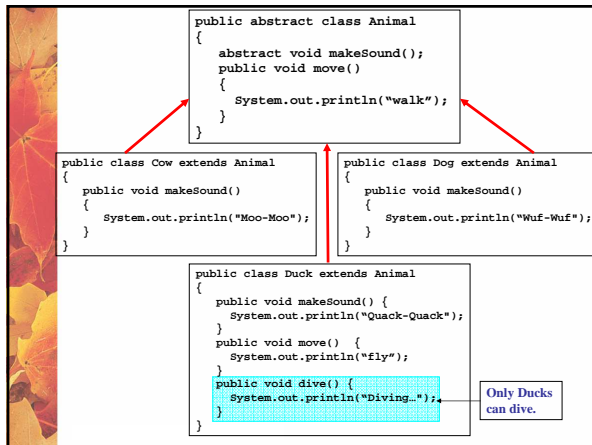 public abstract class Animal
{
abstract void makeSound();
public void move()
{
System.out.println(“walk”);
}
}
public class Cow extends Animal
{
public void makeSound()
{
System.out.println("Moo-Moo");
}
}
public class Dog extends Animal
{
public void makeSound()
{
System.out.println(“Wuf-Wuf");
}
}
public class Duck extends Animal
{
public void makeSound() {
System.out.println(“Quack-Quack");
}
public void move() {
System.out.println(“fly”);
}
public void dive() {
System.out.println(“Diving…");
}
}
Only Ducks
can dive.